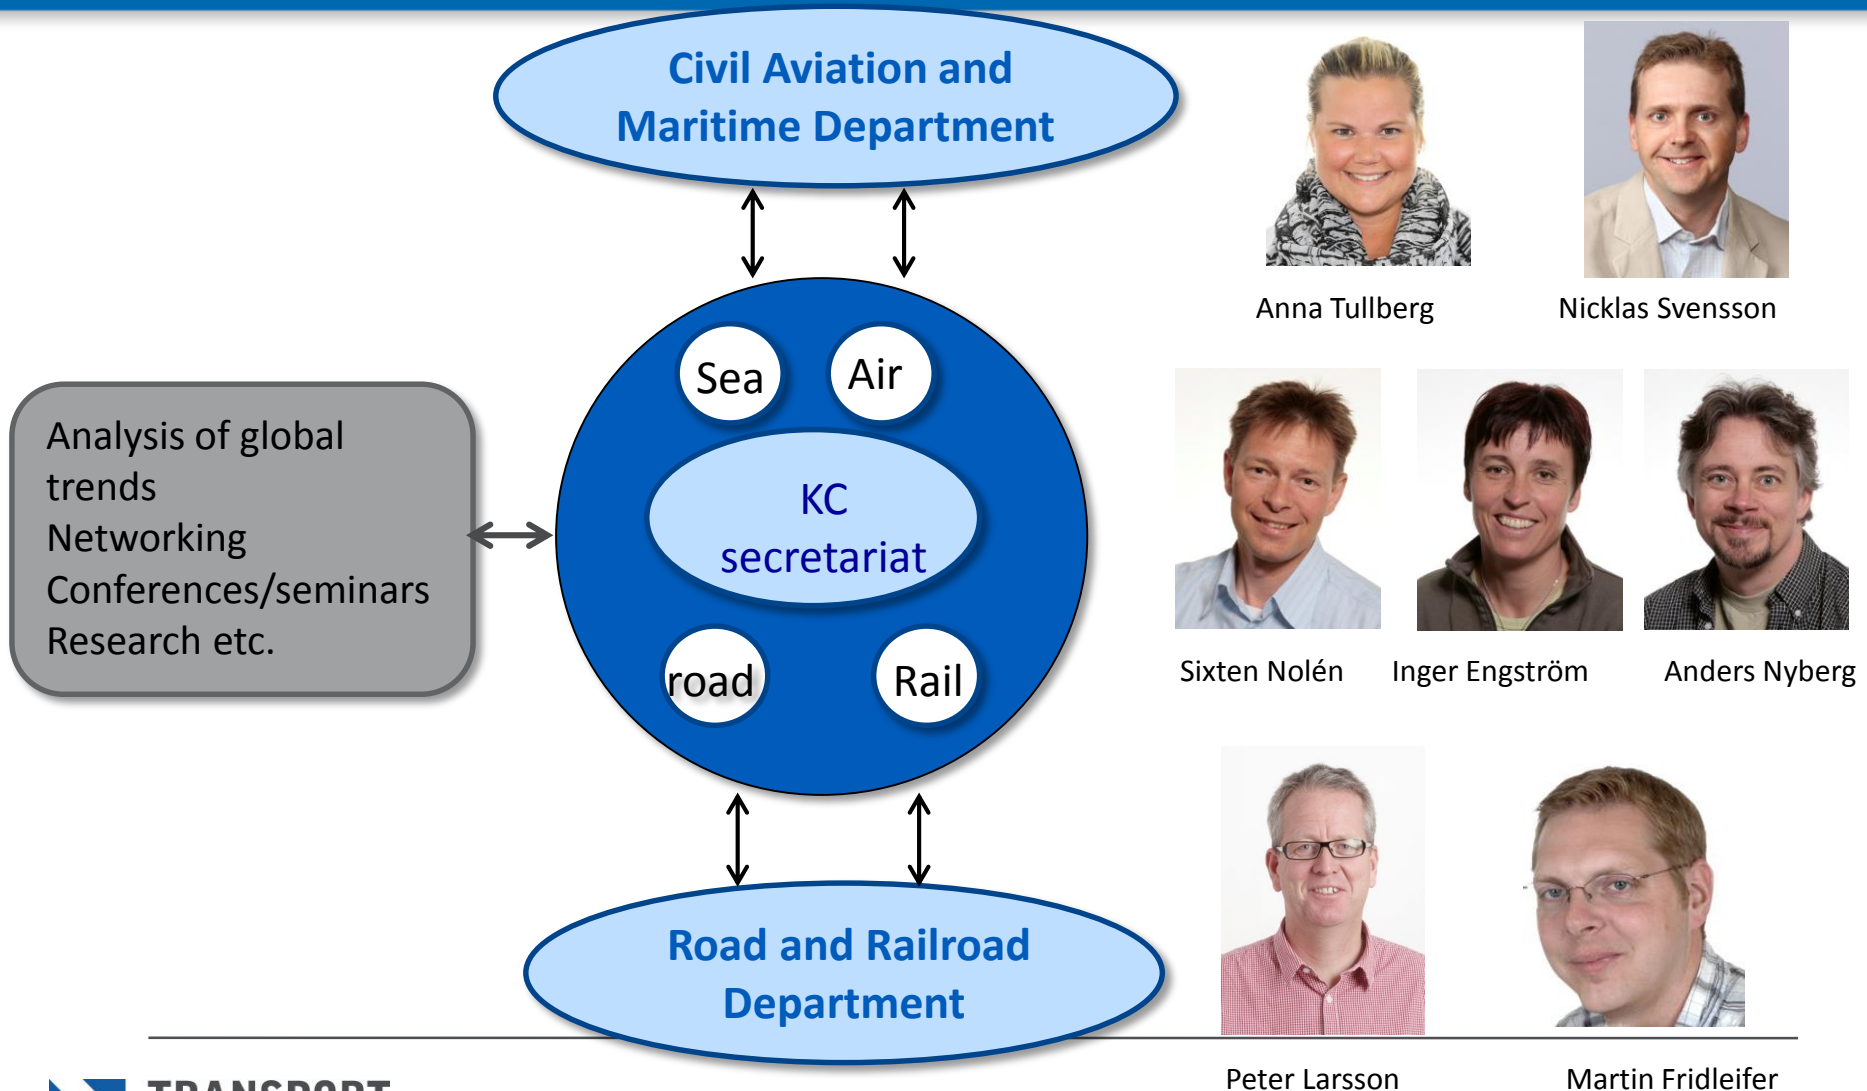 Civil Aviation and
Maritime Department
Anna Tullberg
Nicklas Svensson
Sea
Air
Analysis of global
trends
Networking
Conferences/seminars
Research etc.
KC
secretariat
road
Rail
Sixten Nolén
Inger Engström
Anders Nyberg
Road and Railroad
Department
Peter Larsson
Martin Fridleifer
TRANSPORT